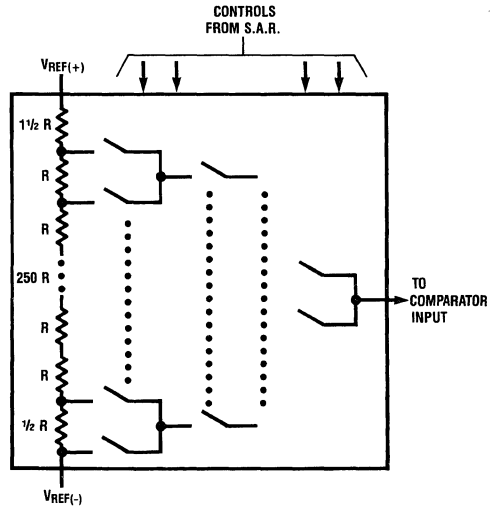 CONTROLS
FROM S.A.R.
VREF(+)
1½ R
R
R
250 R
R
R
½ R
VREF(-)
TO
COMPARATOR
INPUT